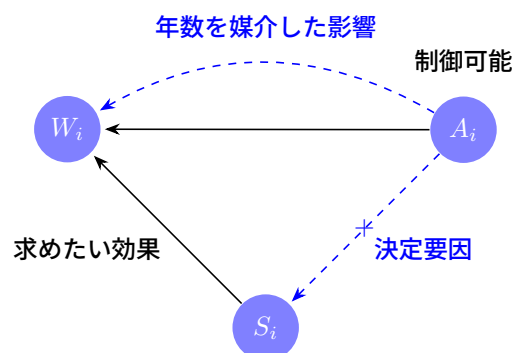 年数を媒介した影響
制御可能
W_i
A_i
求めたい効果
決定要因
S_i